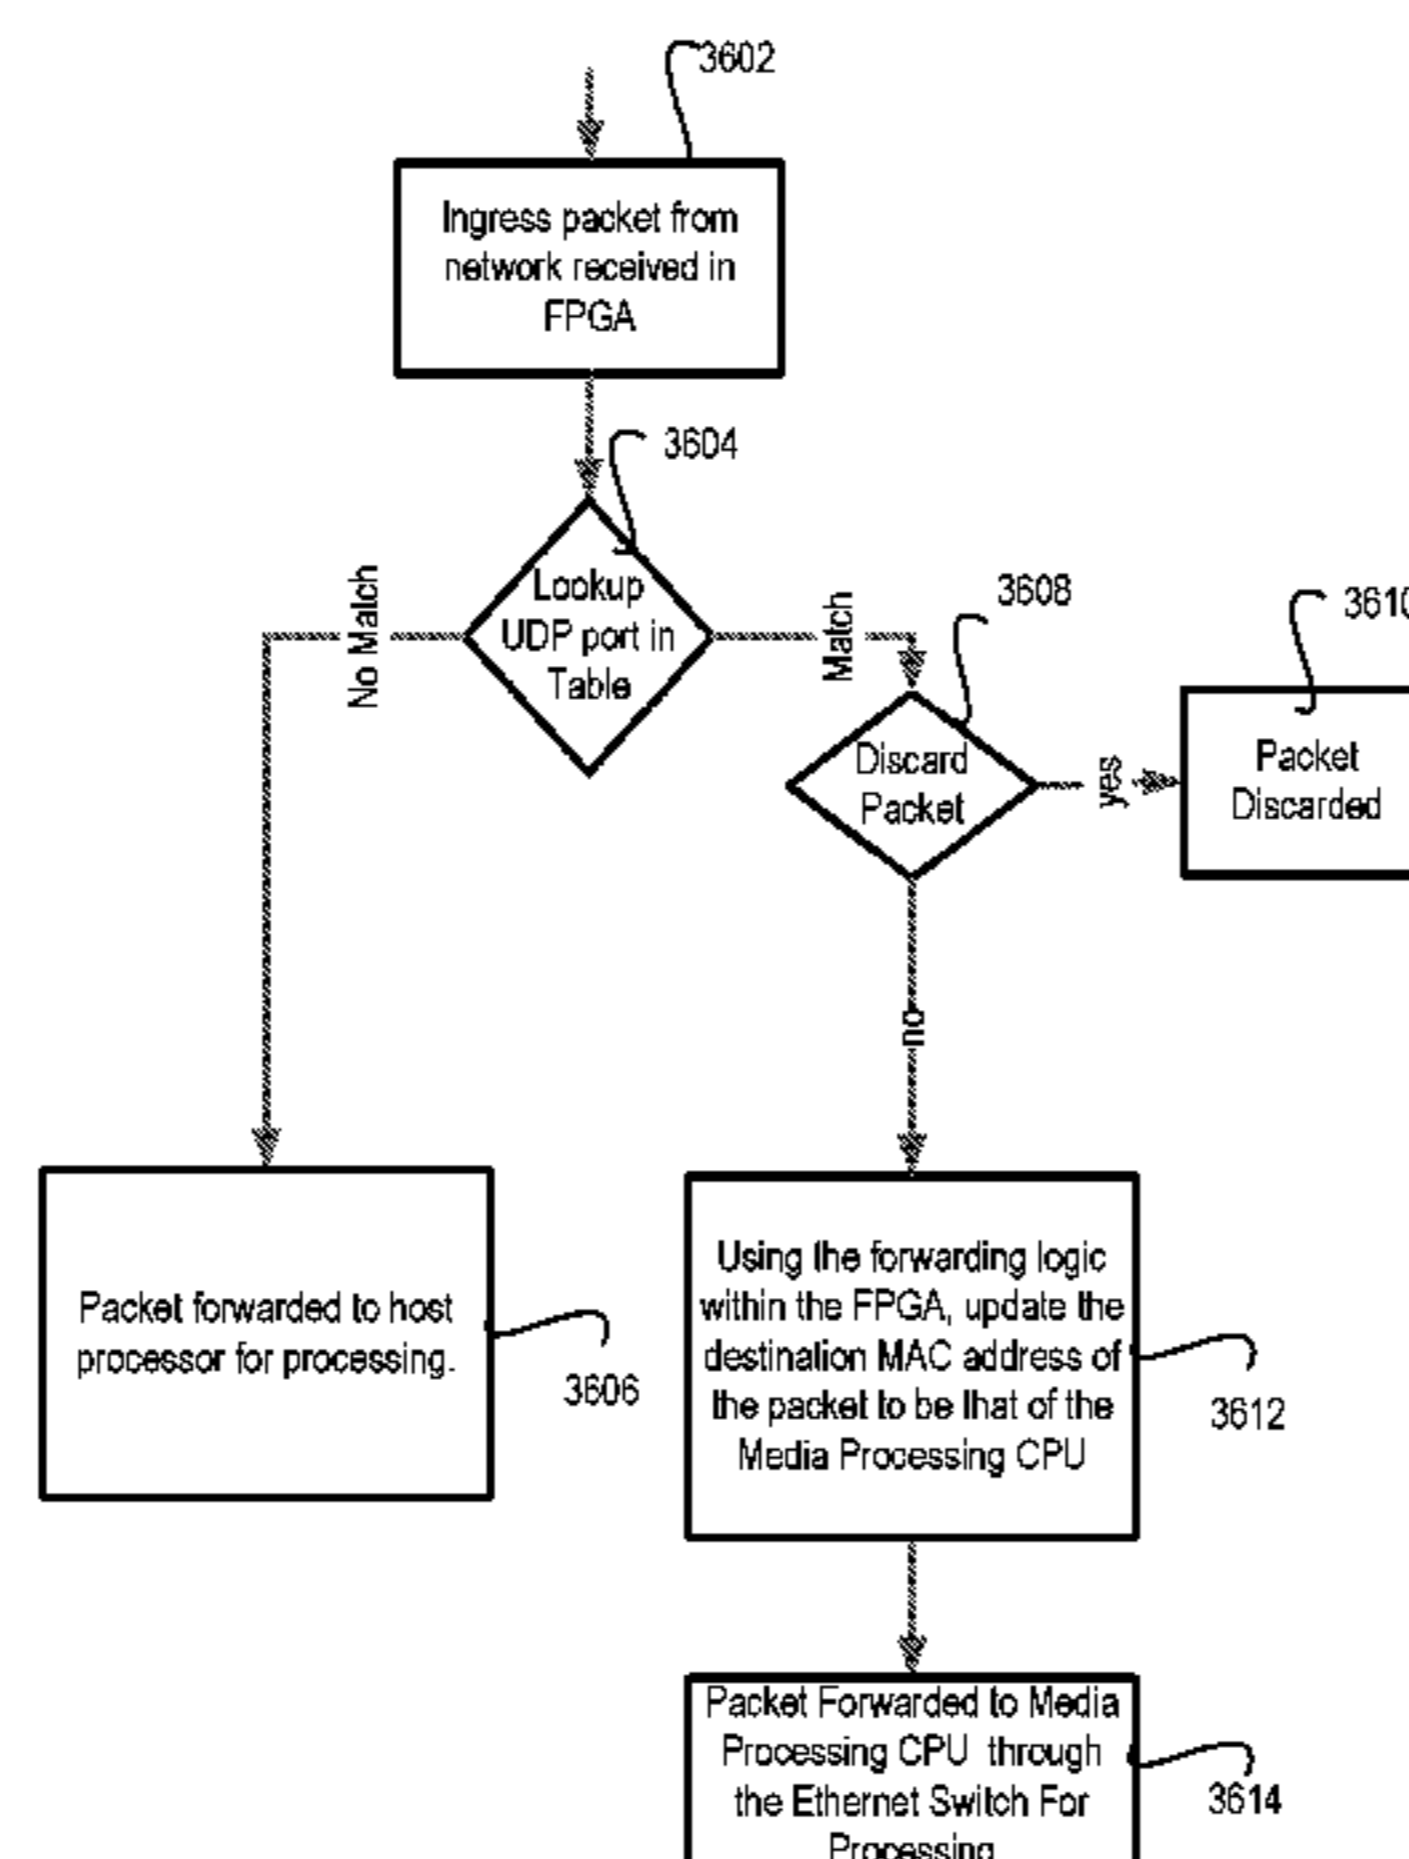 3602
Ingress packet from
network received in
FPGA
3604
Lookup
UDP port in
Table
No Match
Match
3608
Discard
Packet
yes
3610
Packet
Discarded
no
Packet forwarded to host
processor for processing.
3606
Using the forwarding logic
within the FPGA, update the
destination MAC address of
the packet to be that of the
Media Processing CPU
3612
Packet Forwarded to Media
Processing CPU through
the Ethernet Switch For
Processing
3614